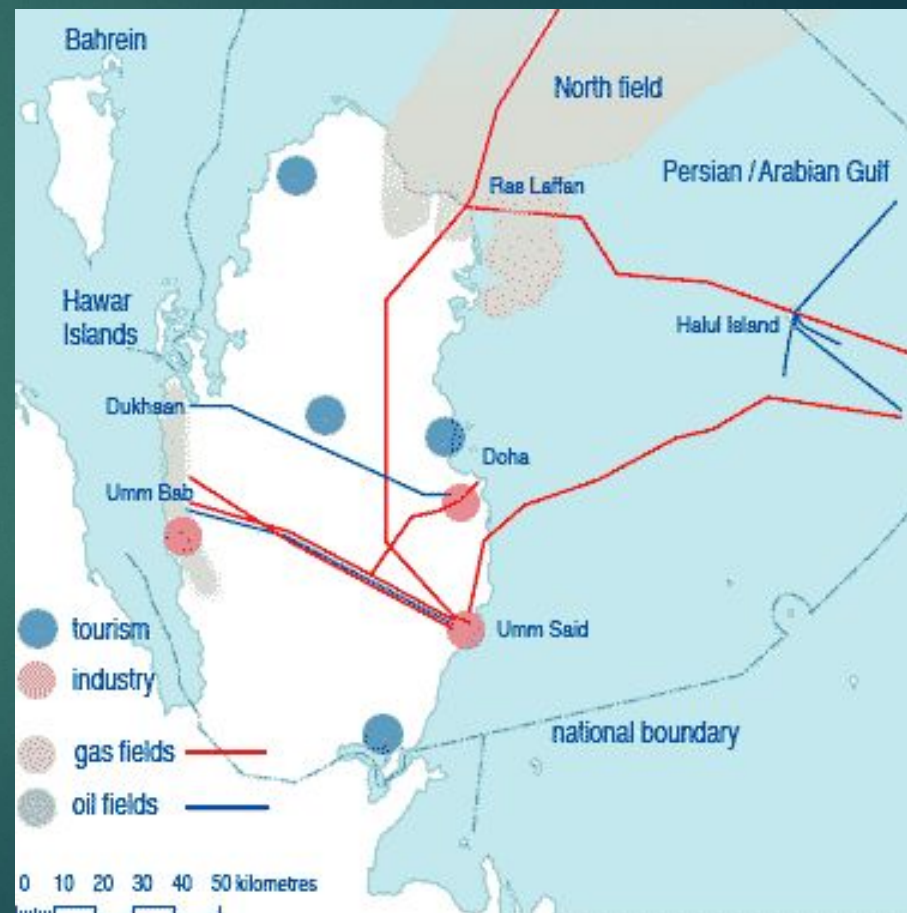 Bahrein
North field
Persian / Arabian Gulf
Ras Laffan
Hawar
Islands
Halul Island
Dukhaan
Doha
Umm Bab
Umm Said
tourism
industry
national boundary
gas fields
oil fields
0 10 20 30 40 50 kilometres